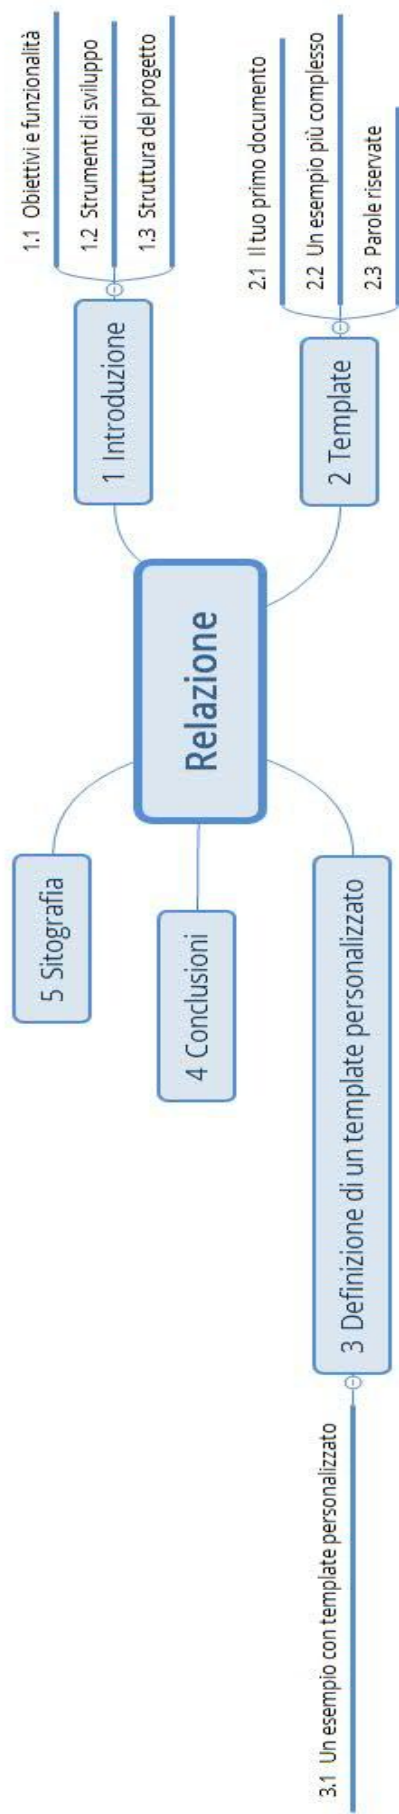 Relazione
1 Introduzione
1.1 Obiettivi e funzionalità
1.2 Strumenti di sviluppo
1.3 Struttura del progetto
2 Template
2.1 Il tuo primo documento
2.2 Un esempio più complesso
2.3 Parole riservate
3 Definizione di un template personalizzato
3.1 Un esempio con template personalizzato
4 Conclusioni
5 Sitografia